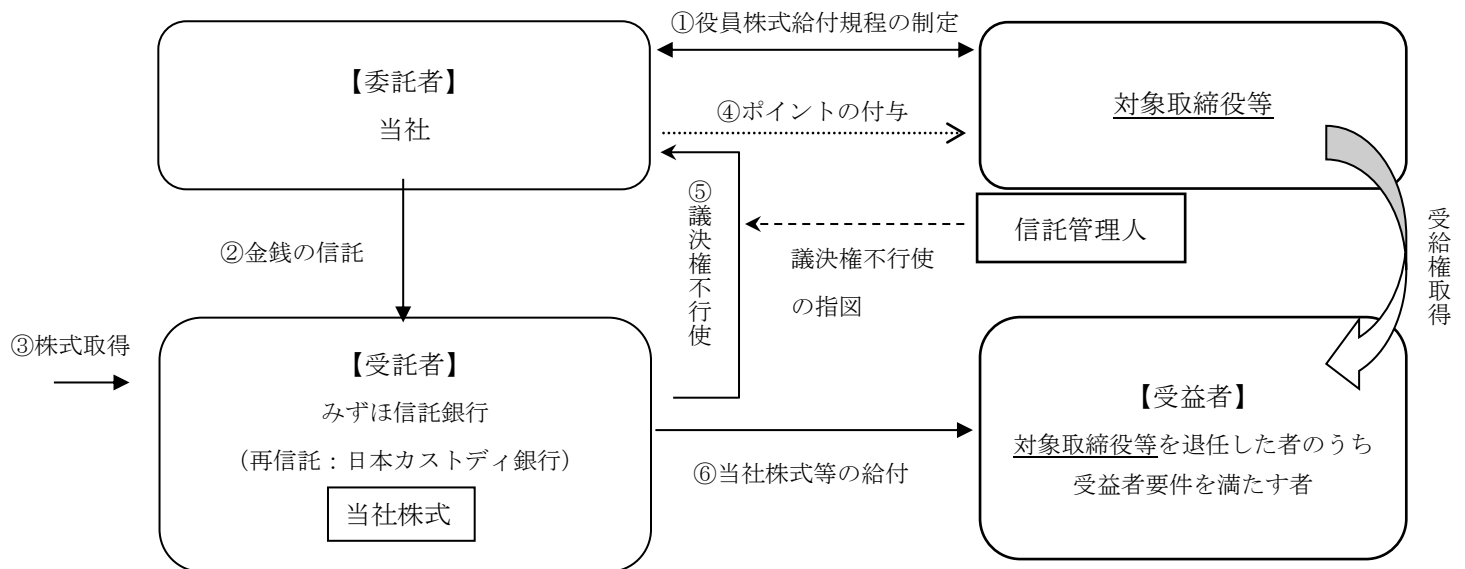 ①役員株式給付規程の制定
【委託者】
当社
対象取締役等
④ポイントの付与
⑤議決権不行使
信託管理人
議決権不行使
の指図
受給権取得
②金銭の信託
③株式取得
【受託者】
みずほ信託銀行
(再信託：日本カストディ銀行)
当社株式
⑥当社株式等の給付
【受益者】
対象取締役等を退任した者のうち
受益者要件を満たす者